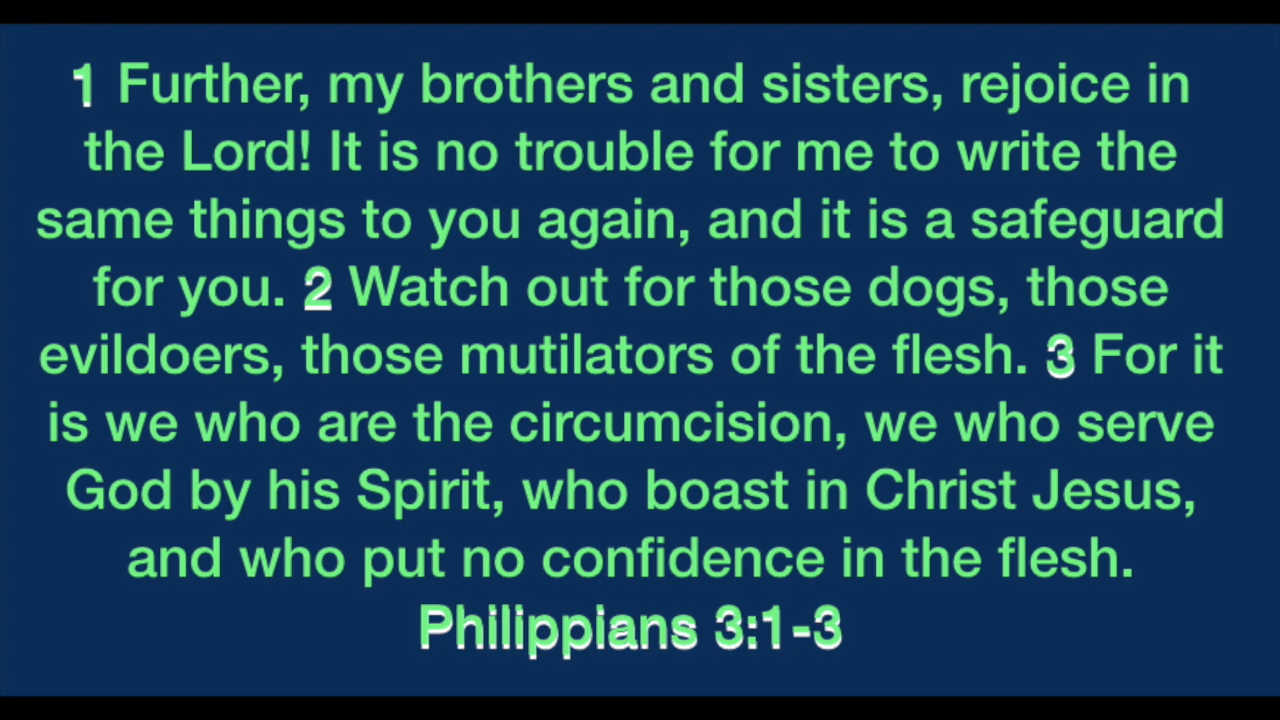 1 Further, my brothers and sisters, rejoice in
the Lord! It is no trouble for me to write the
same things to you again, and it is a safeguard
for you. 2 Watch out for those dogs, those
evildoers, those mutilators of the flesh. 3 For it
is we who are the circumcision, we who serve
God by his Spirit, who boast in Christ Jesus,
and who put no confidence in the flesh.
Philippians 3:1-3